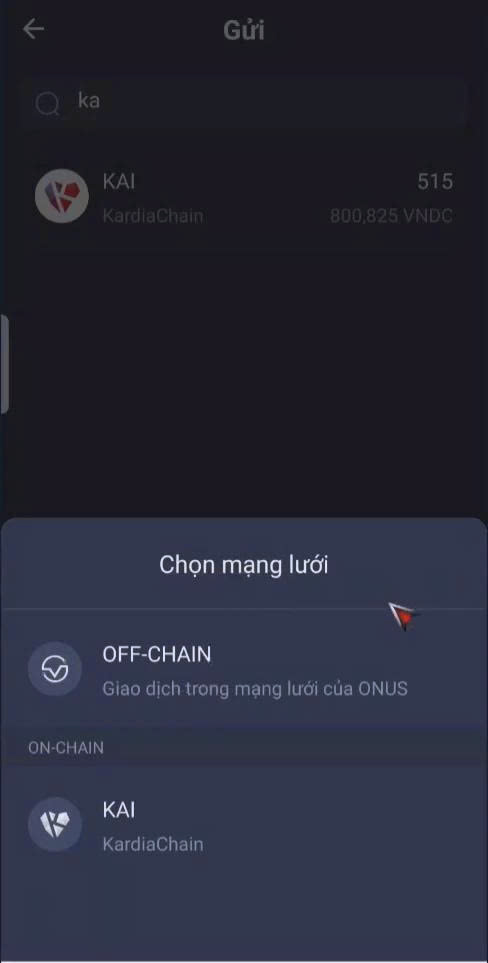 Gửi
ka
KAI 515
KardiaChain 800,825 VNDC
Chọn mạng lưới
OFF-CHAIN
Giao dịch trong mạng lưới của ONUS
ON-CHAIN
KAI
KardiaChain